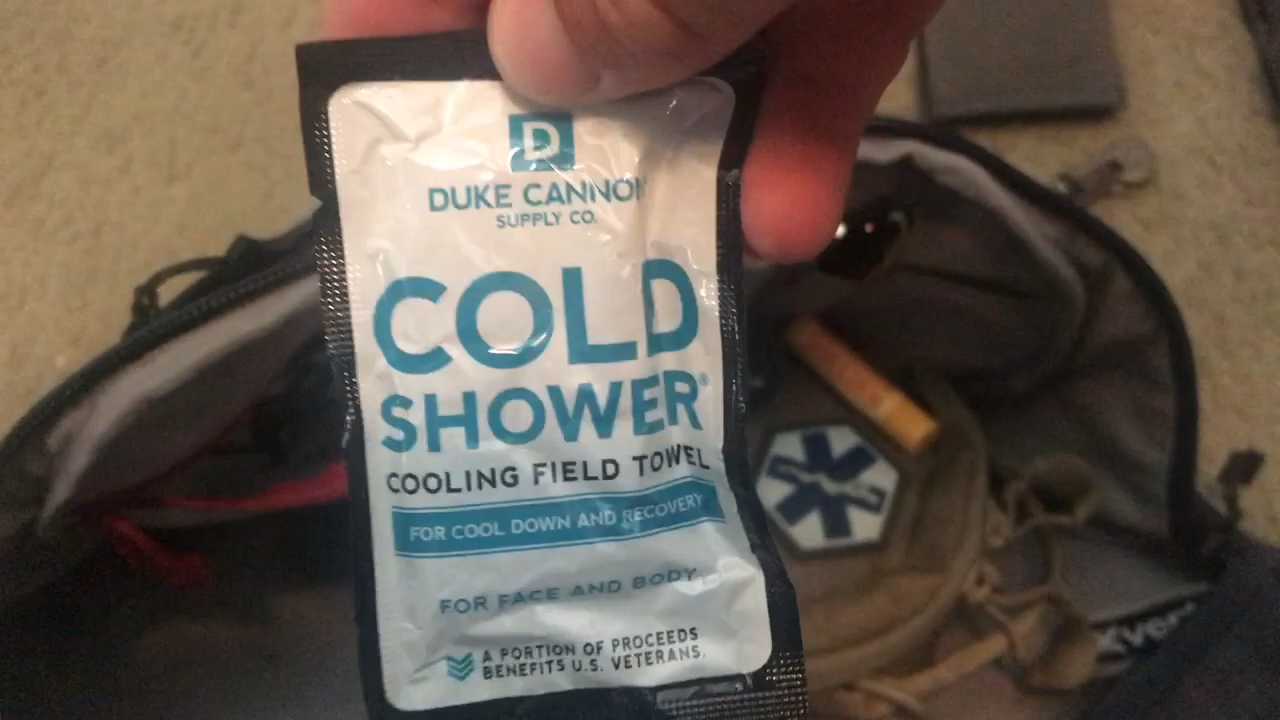 D
DUKE CANNON
SUPPLY CO.
COLD
SHOWER®
COOLING FIELD TOWEL
FOR COOL DOWN AND RECOVERY
FOR FACE AND BODY
A PORTION OF PROCEEDS
BENEFITS U.S. VETERANS.